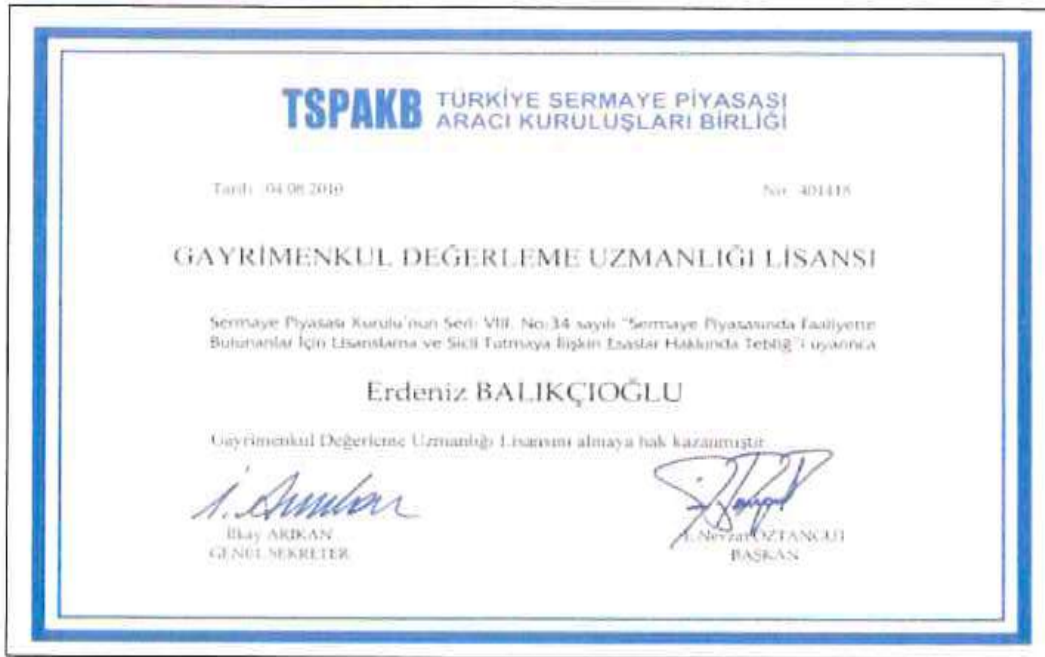 TSPAKB TÜRKİYE SERMAYE PİYASASI
ARACI KURULUŞLARI BİRLİĞİ
Tarih : 04.08.2010 No : 401418
GAYRİMENKUL DEĞERLEME UZMANLIĞI LİSANSI
Sermaye Piyasası Kurulu'nun Seri: VIII, No:34 sayılı "Sermaye Piyasasında Faaliyette
Bulunanlar İçin Lisanslama ve Sicil Tutmaya İlişkin Esaslar Hakkında Tebliğ"i uyarınca
Erdeniz BALIKÇIOĞLU
Gayrimenkul Değerleme Uzmanlığı Lisansını almaya hak kazanmıştır.
İlkay ARIKAN
GENEL SEKRETER
E. Nevzat ÖZTANGUT
BAŞKAN